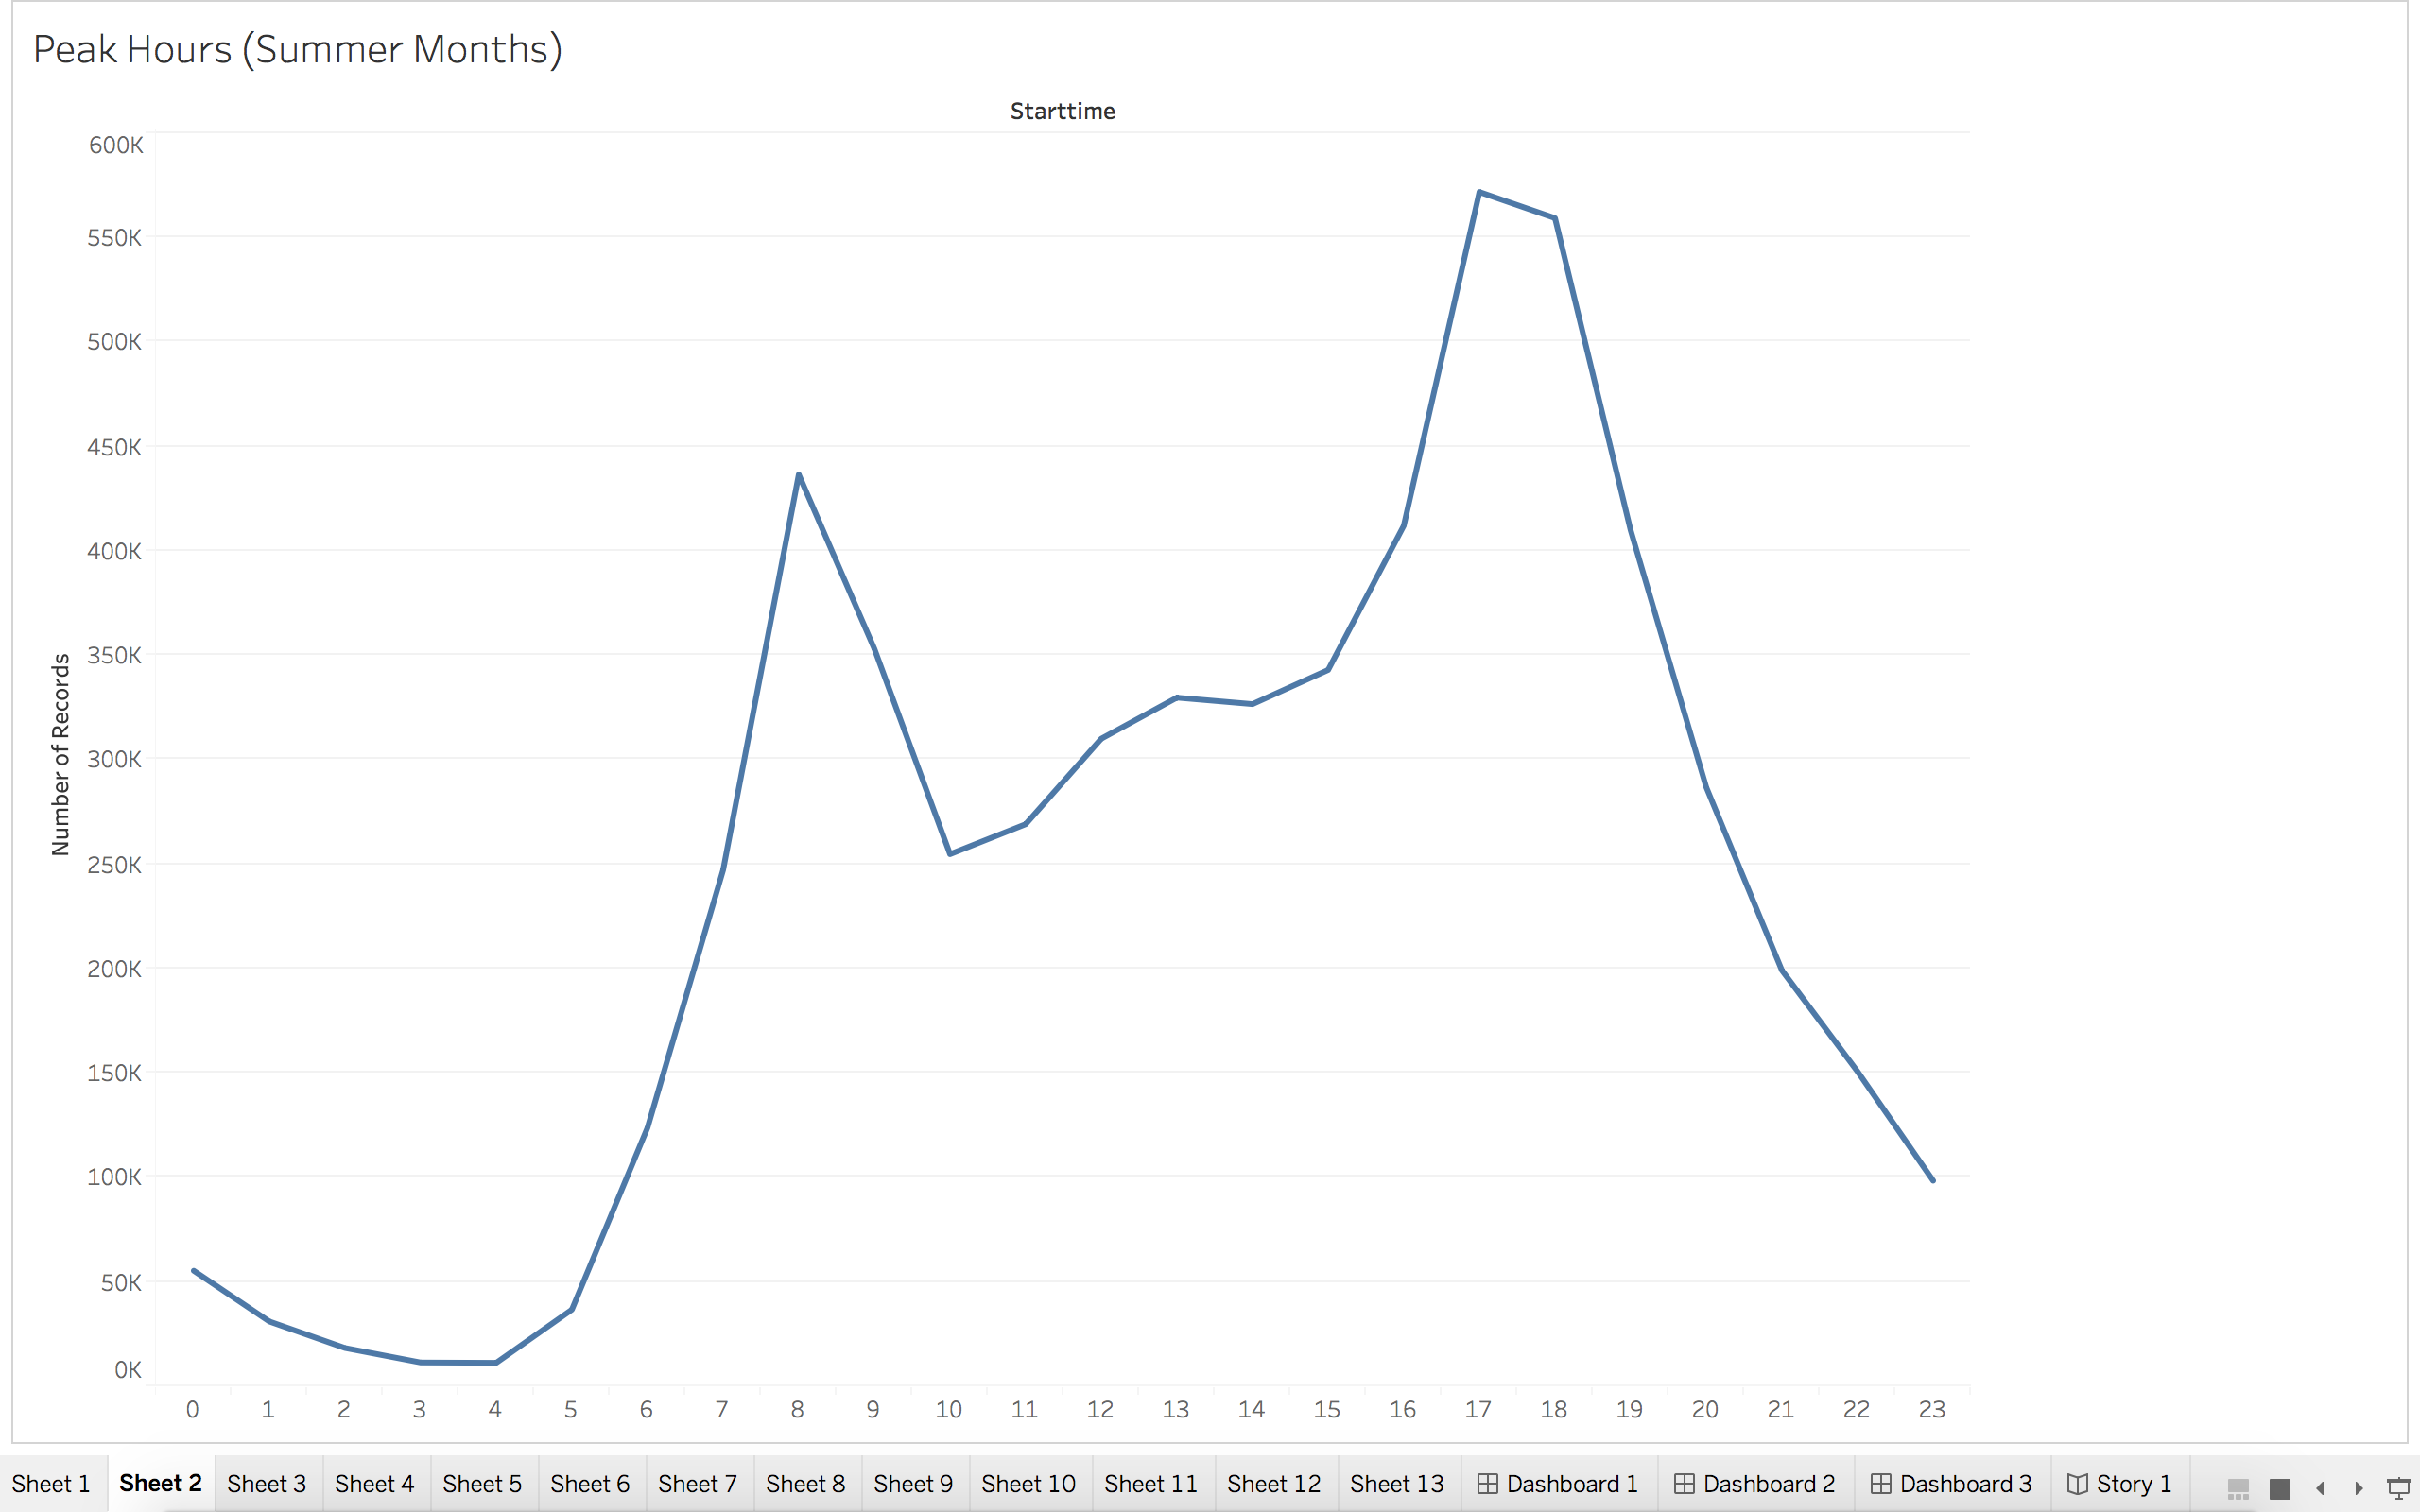 Peak Hours (Summer Months)
Starttime
600K
550K
500K
450K
400K
350K
300K
250K
200K
150K
100K
50K
0K
Number of Records
0 1 2 3 4 5 6 7 8 9 10 11 12 13 14 15 16 17 18 19 20 21 22 23
Sheet 1 Sheet 2 Sheet 3 Sheet 4 Sheet 5 Sheet 6 Sheet 7 Sheet 8 Sheet 9 Sheet 10 Sheet 11 Sheet 12 Sheet 13 Dashboard 1 Dashboard 2 Dashboard 3 Story 1